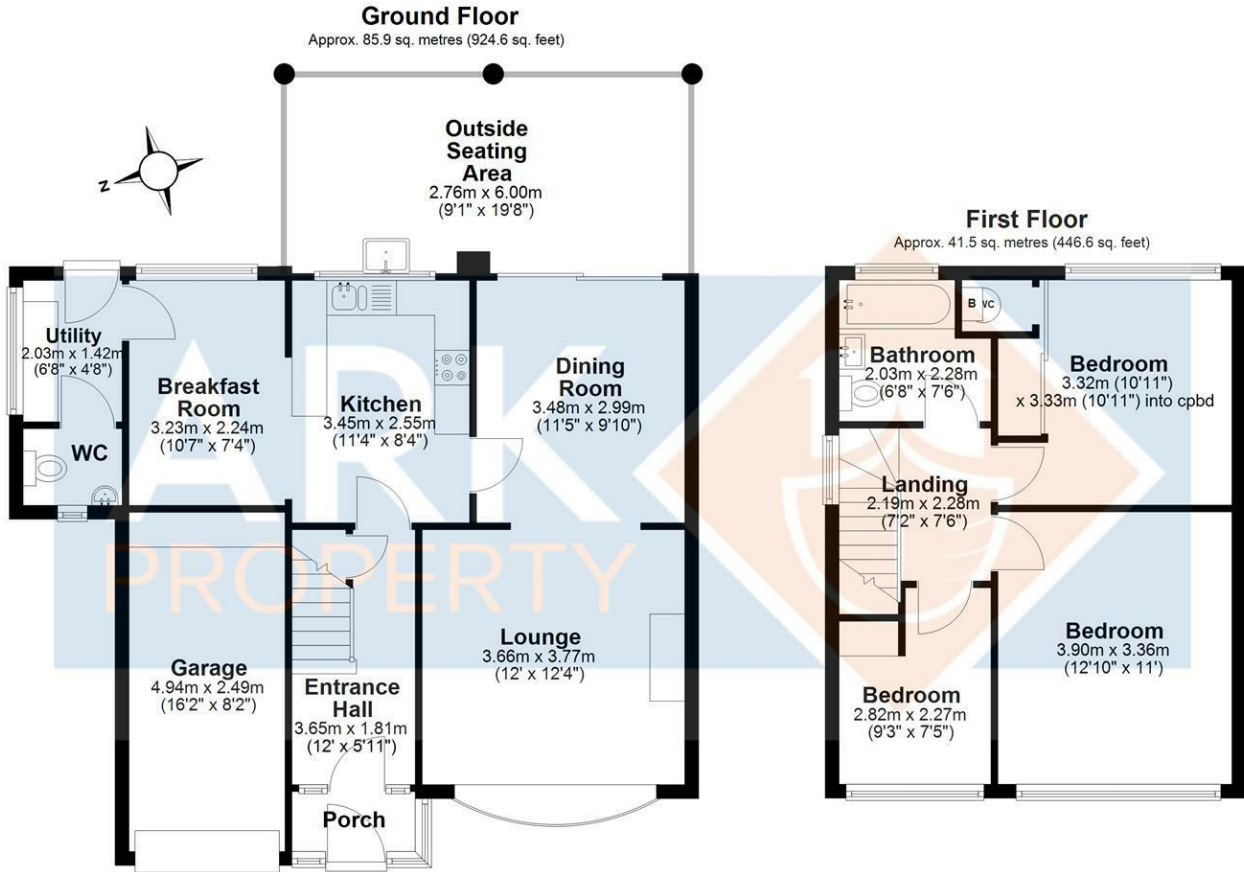 Ground Floor
Approx. 85.9 sq. metres (924.6 sq. feet)
Outside
Seating
Area
2.76m x 6.00m
(9'1" x 19'8")
N
First Floor
Approx. 41.5 sq. metres (446.6 sq. feet)
Utility
2.03m x 1.42m
(6'8" x 4'8")
Breakfast
Room
3.23m x 2.24m
(10'7" x 7'4")
Kitchen
3.45m x 2.55m
(11'4" x 8'4")
Dining
Room
3.48m x 2.99m
(11'5" x 9'10")
WC
B WC
Bathroom
2.03m x 2.28m
(6'8" x 7'6")
Bedroom
3.32m (10'11")
x 3.33m (10'11") into cpbd
Landing
2.19m x 2.28m
(7'2" x 7'6")
ARK
PROPERTY
Garage
4.94m x 2.49m
(16'2" x 8'2")
Entrance
Hall
3.65m x 1.81m
(12' x 5'11")
Lounge
3.66m x 3.77m
(12' x 12'4")
Bedroom
2.82m x 2.27m
(9'3" x 7'5")
Bedroom
3.90m x 3.36m
(12'10" x 11')
Porch